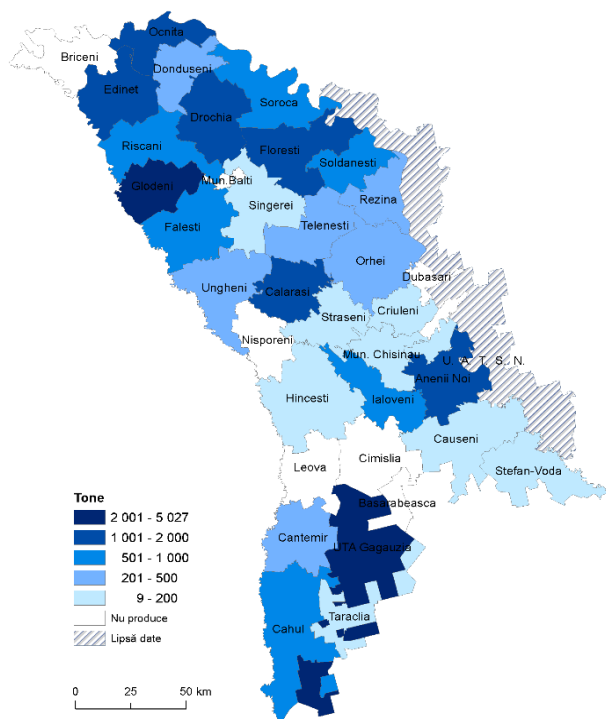 Ocnita
Briceni
Donduseni
Edinet
Soroca
Drochia
Riscani
Floresti
Soldanesti
Glodeni
Mun.Balti
Rezina
Singerei
Falesti
Telenesti
Orhei
Dubasari
Ungheni
Calarasi
Criuleni
Straseni
Nisporeni
Mun. Chisinau
U. A. T. S. N.
Anenii Noi
Hincesti
Ialoveni
Causeni
Cimislia
Leova
Stefan-Voda
Basarabeasca
Cantemir
UTA Gagauzia
Taraclia
Cahul
Tone
2 001 - 5 027
1 001 - 2 000
501 - 1 000
201 - 500
9 - 200
Nu produce
Lipsă date
0 25 50 km